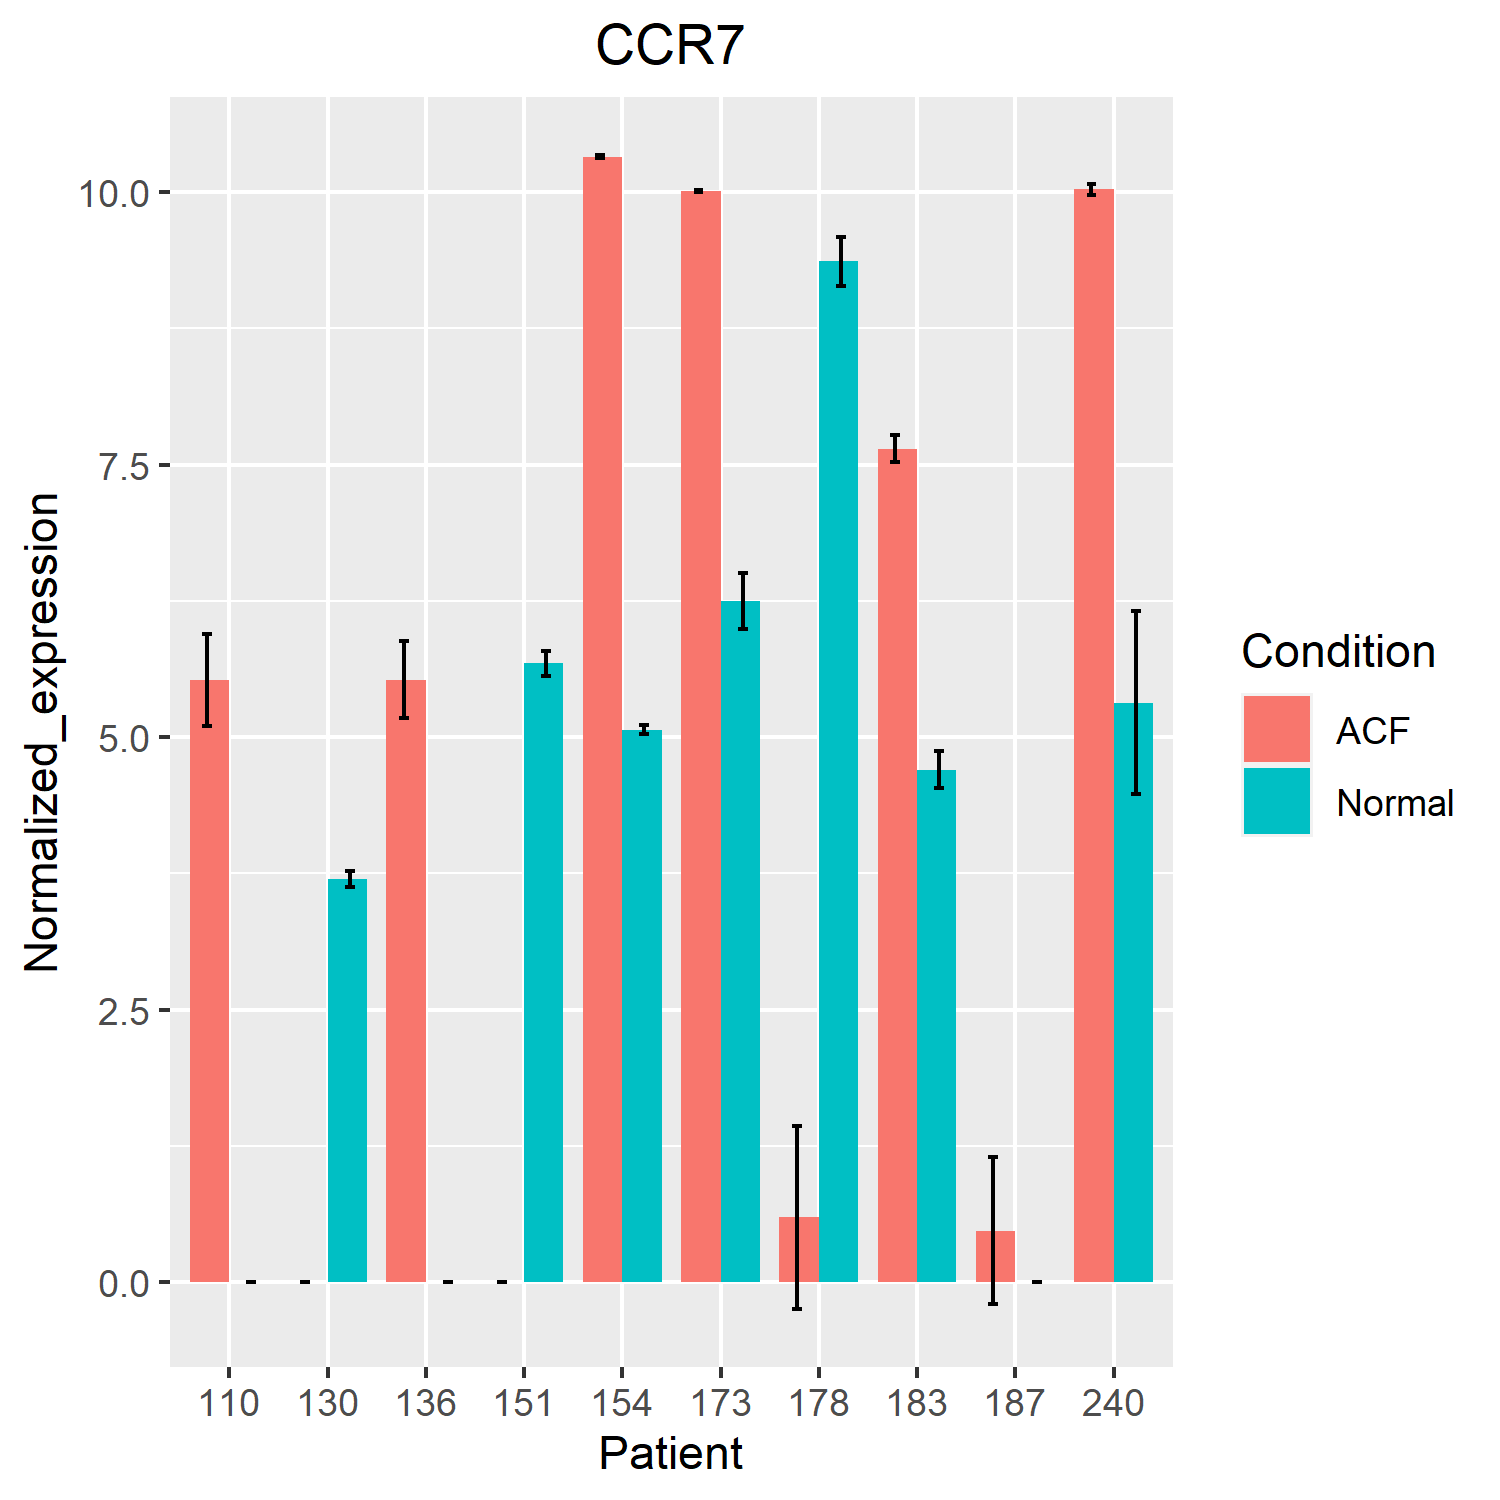 CCR7
Normalized_expression
10.0
7.5
5.0
2.5
0.0
110 130 136 151 154 173 178 183 187 240
Patient
Condition
ACF
Normal